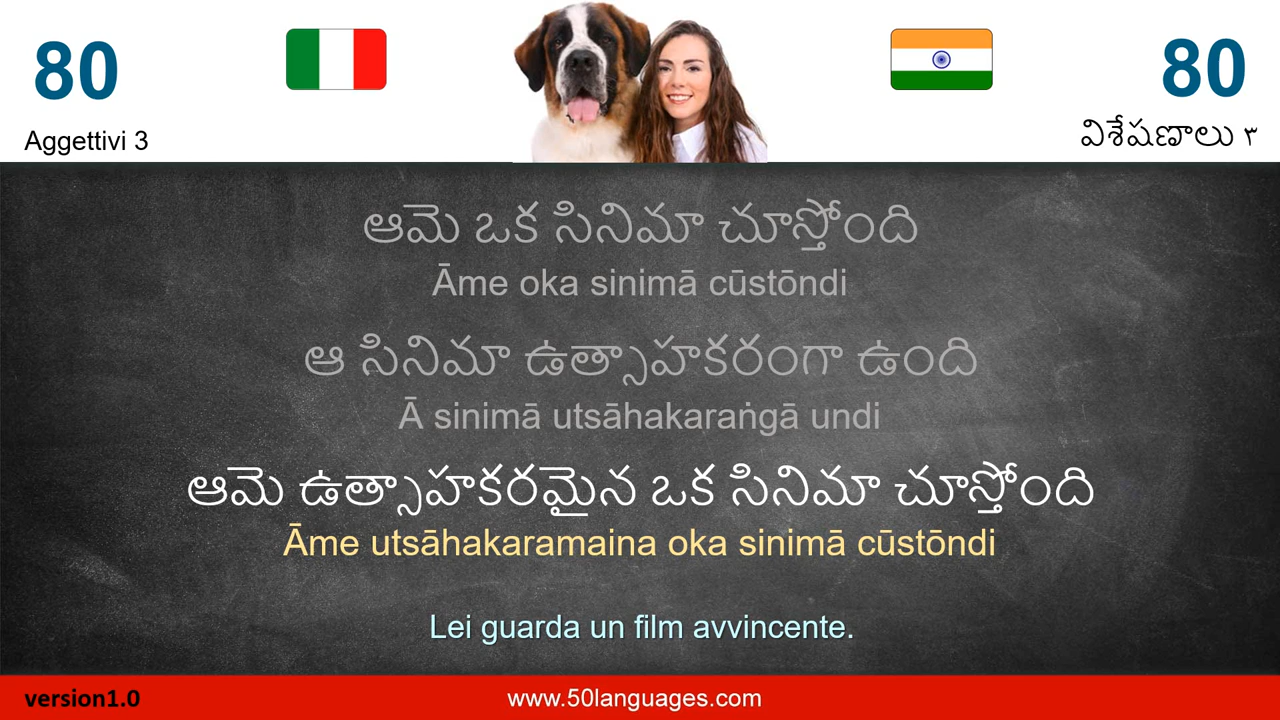 80
80
Aggettivi 3
విశేషణాలు ౩
ఆమె ఒక సినిమా చూస్తోంది
Āme oka sinimā cūstōndi
ఆ సినిమా ఉత్సాహకరంగా ఉంది
Ā sinimā utsāhakaraṅgā undi
ఆమె ఉత్సాహకరమైన ఒక సినిమా చూస్తోంది
Āme utsāhakaramaina oka sinimā cūstōndi
Lei guarda un film avvincente.
version1.0
www.50languages.com